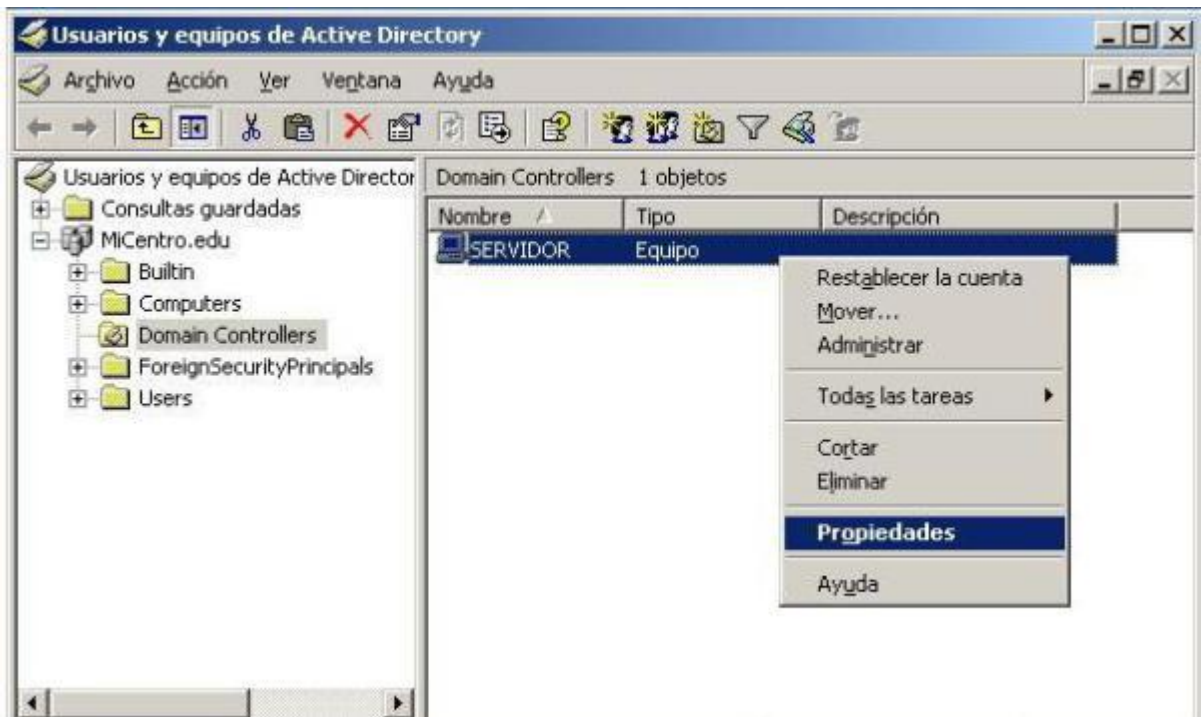 Usuarios y equipos de Active Directory
Archivo Acción Ver Ventana Ayuda
Usuarios y equipos de Active Director
Consultas guardadas
MiCentro.edu
Builtin
Computers
Domain Controllers
ForeignSecurityPrincipals
Users
Domain Controllers 1 objetos
Nombre Tipo Descripción
SERVIDOR Equipo
Restablecer la cuenta
Mover...
Administrar
Todas las tareas
Cortar
Eliminar
Propiedades
Ayuda